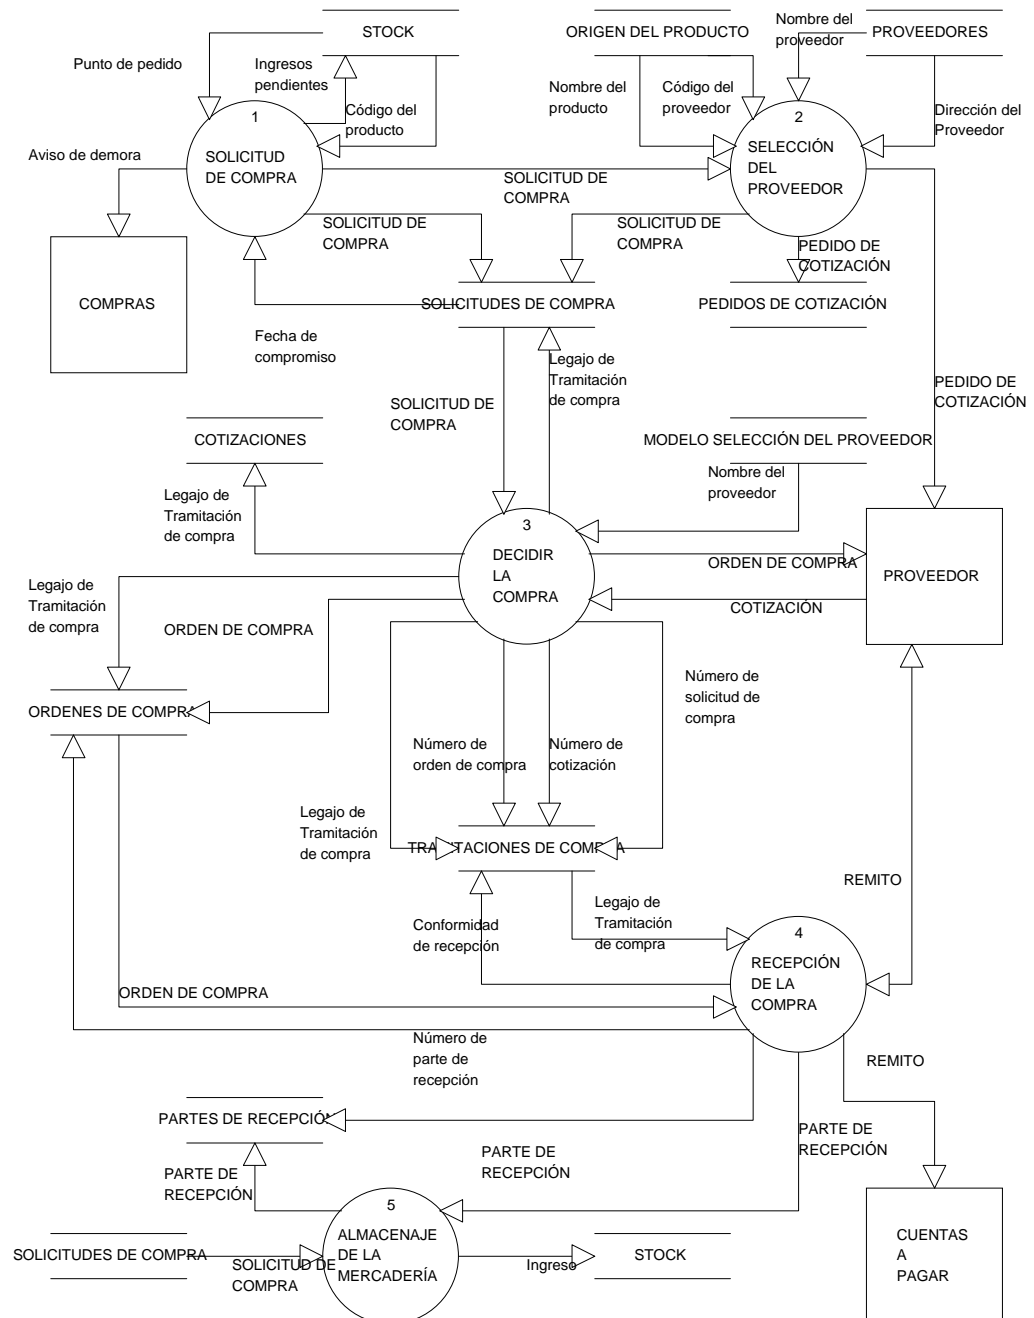 STOCK
ORIGEN DEL PRODUCTO
Nombre del
proveedor
PROVEEDORES
Punto de pedido
Ingresos
pendientes
Código del
producto
Nombre del
producto
Código del
proveedor
Dirección del
Proveedor
1
SOLICITUD
DE COMPRA
2
SELECCIÓN
DEL
PROVEEDOR
Aviso de demora
SOLICITUD DE
COMPRA
SOLICITUD DE
COMPRA
SOLICITUD DE
COMPRA
PEDIDO DE
COTIZACIÓN
COMPRAS
SOLICITUDES DE COMPRA
PEDIDOS DE COTIZACIÓN
Fecha de
compromiso
Legajo de
Tramitación
de compra
SOLICITUD DE
COMPRA
PEDIDO DE
COTIZACIÓN
COTIZACIONES
MODELO SELECCIÓN DEL PROVEEDOR
Nombre del
proveedor
Legajo de
Tramitación
de compra
3
DECIDIR
LA
COMPRA
ORDEN DE COMPRA
PROVEEDOR
COTIZACIÓN
Legajo de
Tramitación
de compra
ORDEN DE COMPRA
Número de
solicitud de
compra
ORDENES DE COMPRA
Número de
orden de compra
Número de
cotización
Legajo de
Tramitación
de compra
TRAMITACIONES DE COMPRA
REMITO
Conformidad
de recepción
Legajo de
Tramitación
de compra
4
RECEPCIÓN
DE LA
COMPRA
ORDEN DE COMPRA
Número de
parte de
recepción
REMITO
PARTES DE RECEPCIÓN
PARTE DE
RECEPCIÓN
PARTE DE
RECEPCIÓN
PARTE DE
RECEPCIÓN
5
ALMACENAJE
DE LA
MERCADERÍA
SOLICITUDES DE COMPRA
SOLICITUD DE
COMPRA
Ingreso
STOCK
CUENTAS
A
PAGAR